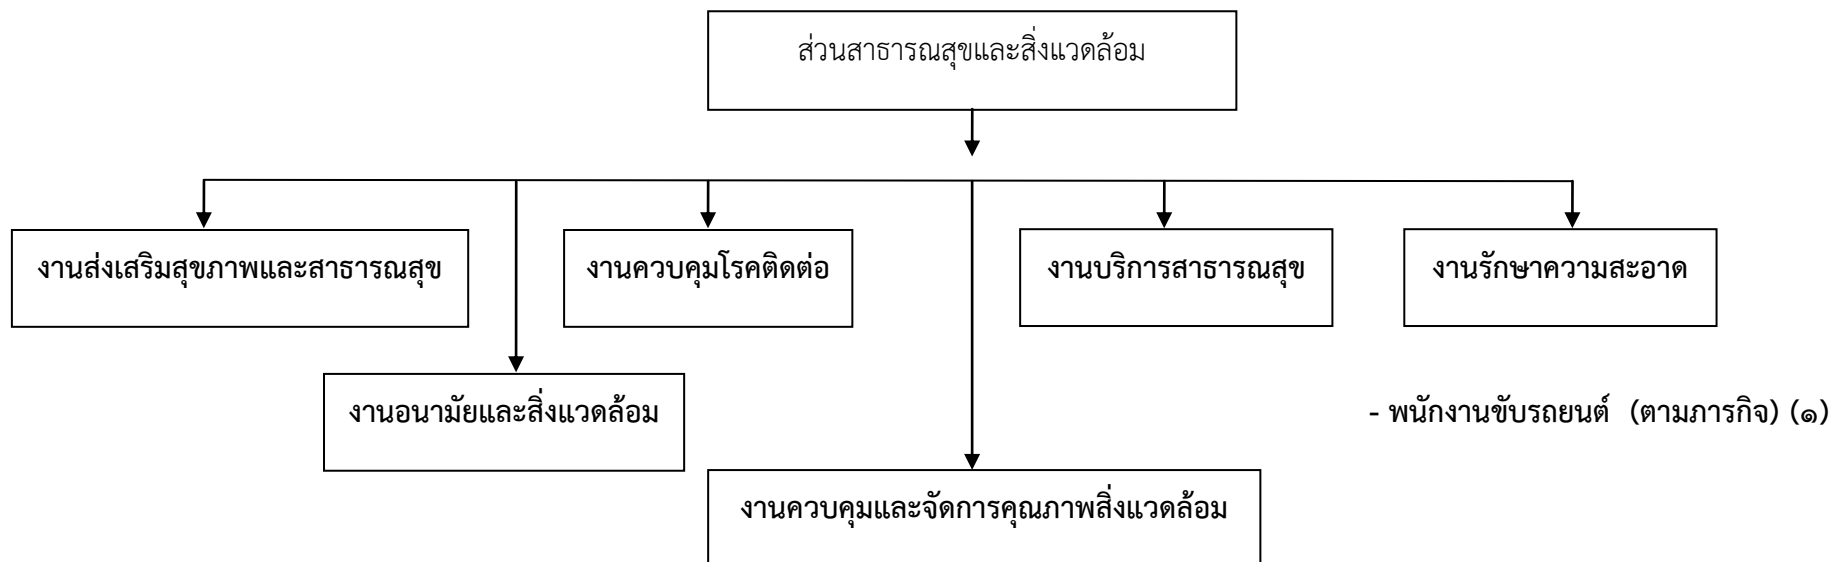 ส่วนสาธารณสุขและสิ่งแวดล้อม
งานส่งเสริมสุขภาพและสาธารณสุข
งานควบคุมโรคติดต่อ
งานบริการสาธารณสุข
งานรักษาความสะอาด
งานอนามัยและสิ่งแวดล้อม
- พนักงานขับรถยนต์ (ตามภารกิจ) (๑)
งานควบคุมและจัดการคุณภาพสิ่งแวดล้อม